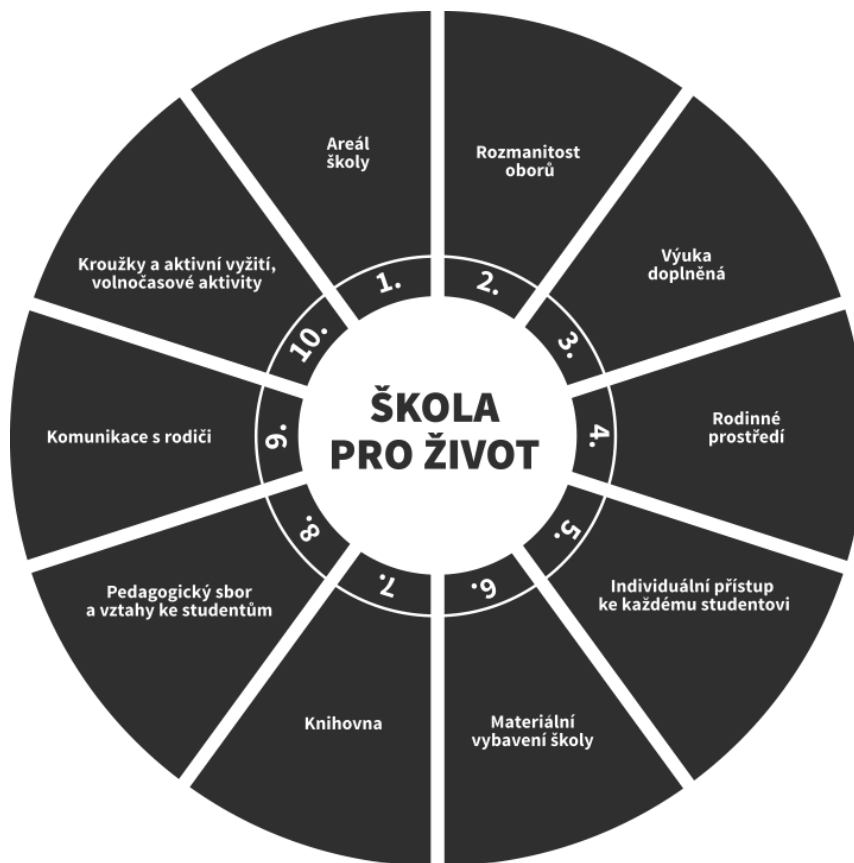 ŠKOLA
PRO ŽIVOT
1.
Areál
školy
2.
Rozmanitost
oborů
3.
Výuka
doplněná
4.
Rodinné
prostředí
5.
Individuální přístup
ke každému studentovi
6.
Materiální
vybavení školy
7.
Knihovna
8.
Pedagogický sbor
a vztahy ke studentům
9.
Komunikace s rodiči
10.
Kroužky a aktivní vyžití,
volnočasové aktivity